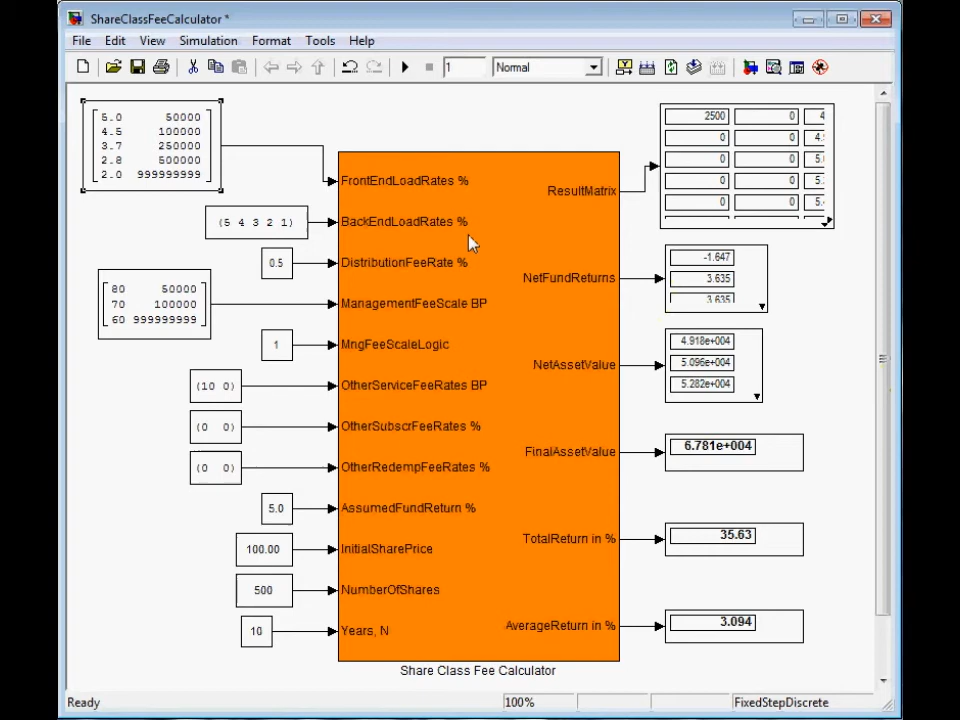 ShareClassFeeCalculator *
File Edit View Simulation Format Tools Help
1 Normal
5.0 50000
4.5 100000
3.7 250000
2.8 500000
2.0 999999999
(5 4 3 2 1)
0.5
80 50000
70 100000
60 999999999
1
(10 0)
(0 0)
(0 0)
5.0
100.00
500
10
FrontEndLoadRates %
BackEndLoadRates %
DistributionFeeRate %
ManagementFeeScale BP
MngFeeScaleLogic
OtherServiceFeeRates BP
OtherSubscrFeeRates %
OtherRedempFeeRates %
AssumedFundReturn %
InitialSharePrice
NumberOfShares
Years, N
ResultMatrix
NetFundReturns
NetAssetValue
FinalAssetValue
TotalReturn in %
AverageReturn in %
Share Class Fee Calculator
2500 0
0 0
0 0
0 0
0 0
-1.647
3.635
3.635
4.918e+004
5.096e+004
5.282e+004
6.781e+004
35.63
3.094
Ready 100% FixedStepDiscrete